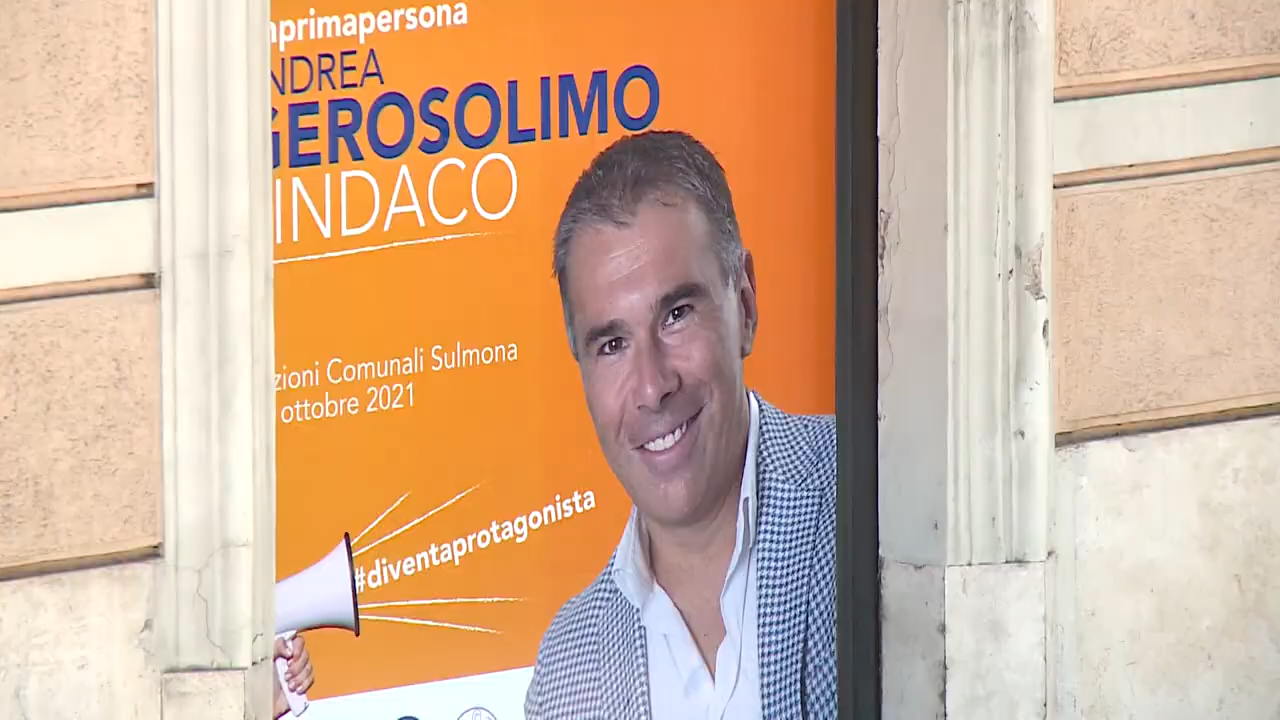 nprimapersona
NDREA
GEROSOLIMO
INDACO
zioni Comunali Sulmona
ottobre 2021
#diventaprotagonista